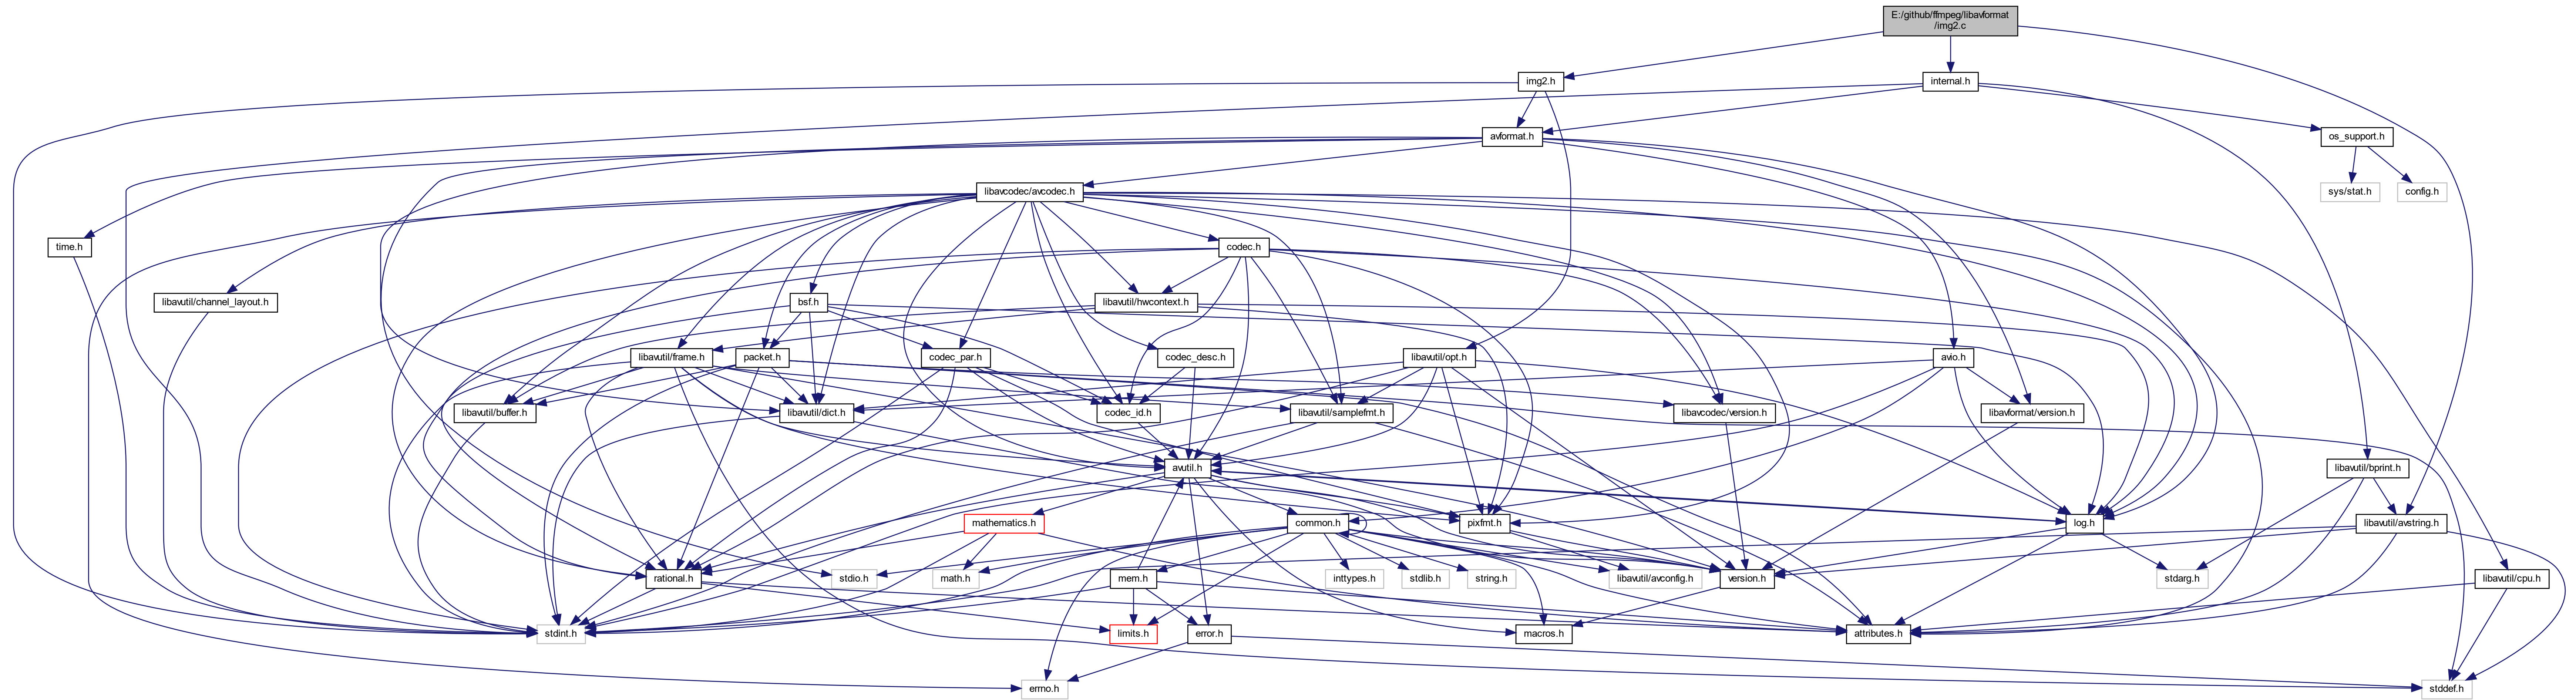 E:/github/ffmpeg/libavformat
/img2.c
img2.h
internal.h
avformat.h
os_support.h
libavcodec/avcodec.h
sys/stat.h
config.h
time.h
codec.h
libavutil/channel_layout.h
bsf.h
libavutil/hwcontext.h
libavutil/frame.h
packet.h
codec_par.h
codec_desc.h
libavutil/opt.h
avio.h
libavutil/buffer.h
libavutil/dict.h
codec_id.h
libavutil/samplefmt.h
libavcodec/version.h
libavformat/version.h
avutil.h
libavutil/bprint.h
mathematics.h
common.h
pixfmt.h
log.h
libavutil/avstring.h
rational.h
stdio.h
math.h
mem.h
inttypes.h
stdlib.h
string.h
libavutil/avconfig.h
version.h
stdarg.h
libavutil/cpu.h
stdint.h
limits.h
error.h
macros.h
attributes.h
errno.h
stddef.h